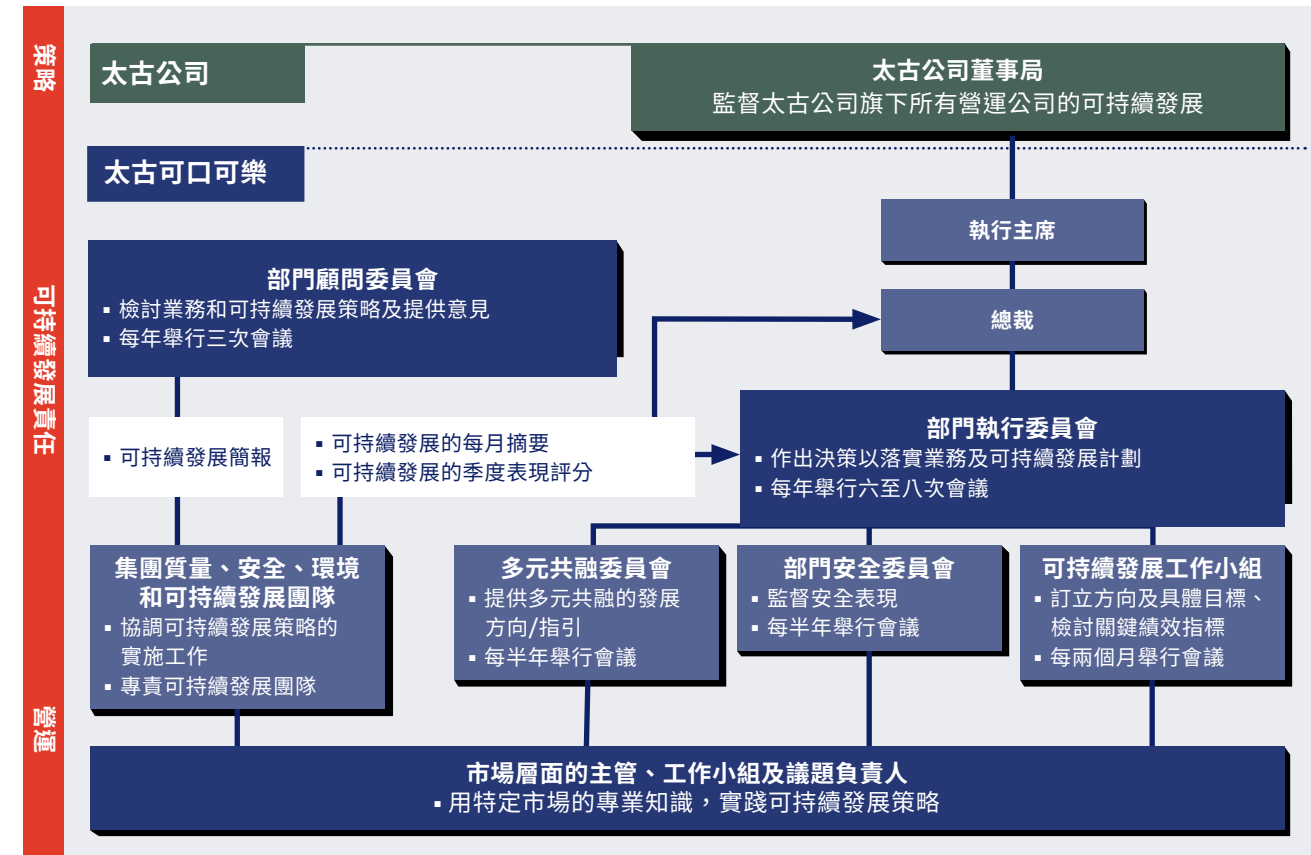 策略
太古公司
太古公司董事局
監督太古公司旗下所有營運公司的可持續發展
太古可口可樂
執行主席
可持續發展責任
部門顧問委員會
▪ 檢討業務和可持續發展策略及提供意見
▪ 每年舉行三次會議
總裁
▪ 可持續發展簡報
▪ 可持續發展的每月摘要
▪ 可持續發展的季度表現評分
部門執行委員會
▪ 作出決策以落實業務及可持續發展計劃
▪ 每年舉行六至八次會議
集團質量、安全、環境
和可持續發展團隊
▪ 協調可持續發展策略的
實施工作
▪ 專責可持續發展團隊
多元共融委員會
▪ 提供多元共融的發展
方向/指引
▪ 每半年舉行會議
部門安全委員會
▪ 監督安全表現
▪ 每半年舉行會議
可持續發展工作小組
▪ 訂立方向及具體目標、
檢討關鍵績效指標
▪ 每兩個月舉行會議
營運
市場層面的主管、工作小組及議題負責人
▪ 用特定市場的專業知識，實踐可持續發展策略